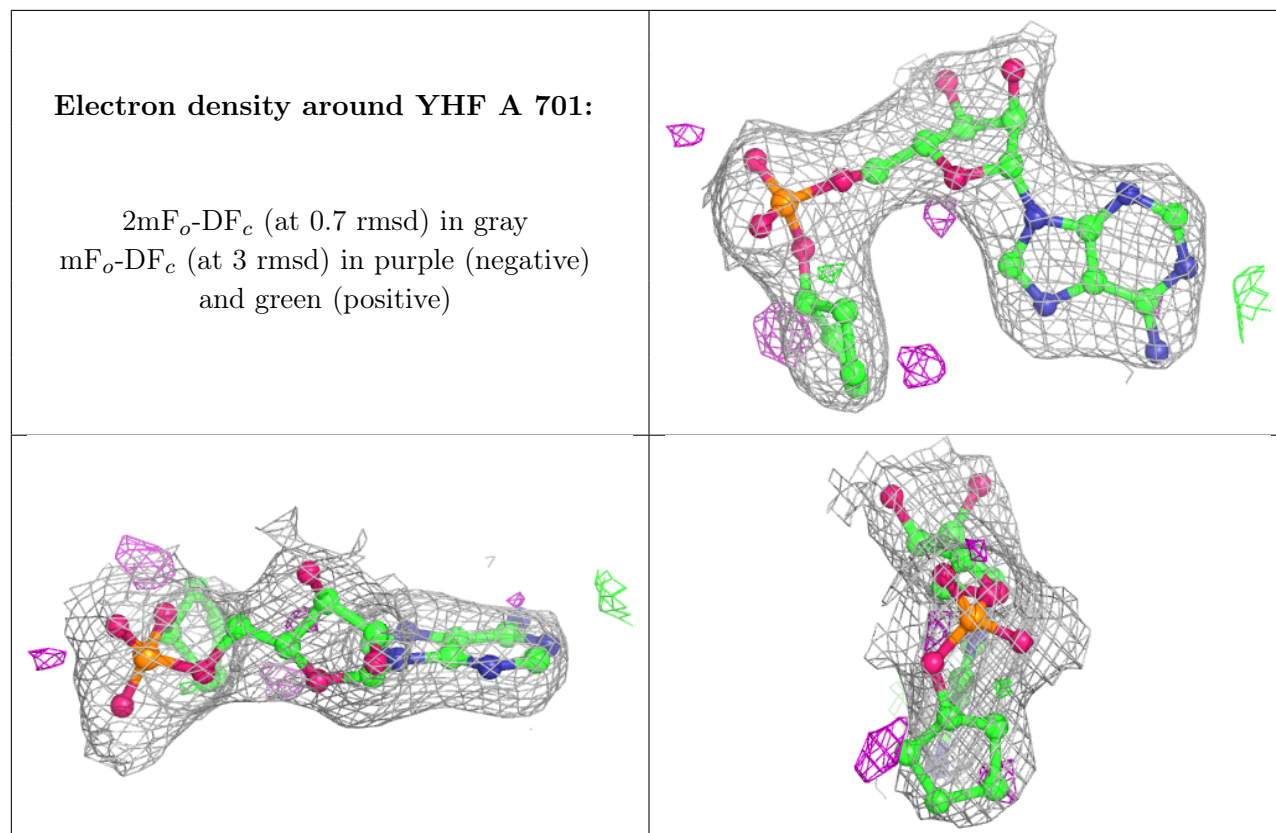 Electron density around YHF A 701:
2mFₒ-DF𝒸 (at 0.7 rmsd) in gray
mFₒ-DF𝒸 (at 3 rmsd) in purple (negative)
and green (positive)